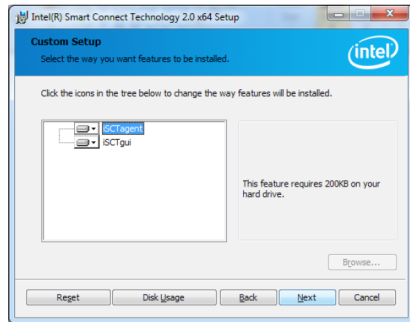 Intel(R) Smart Connect Technology 2.0 x64 Setup
Custom Setup
Select the way you want features to be installed.
intel
Click the icons in the tree below to change the way features will be installed.
iSCTagent
iSCTgui
This feature requires 200KB on your
hard drive.
Browse...
Reset
Disk Usage
Back
Next
Cancel